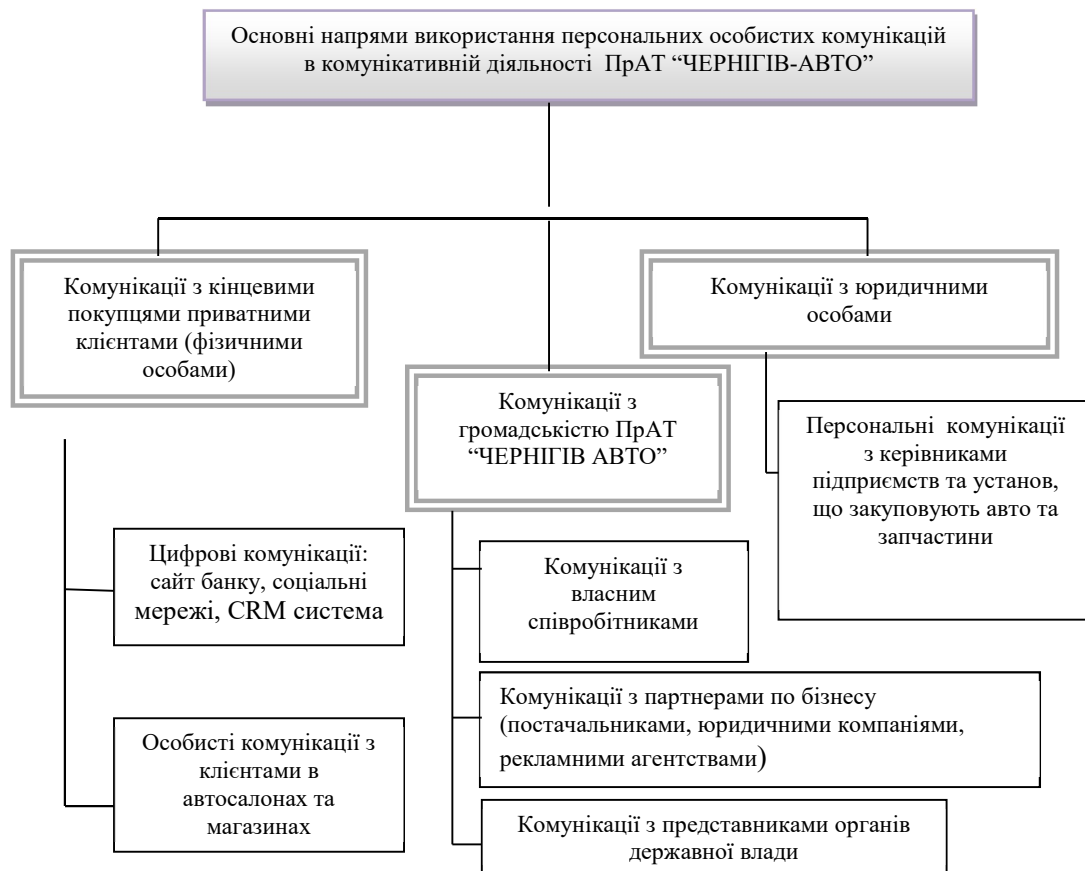 Основні напрями використання персональних особистих комунікацій
в комунікативній діяльності ПрАТ “ЧЕРНІГІВ-АВТО”
Комунікації з кінцевими
покупцями приватними
клієнтами (фізичними
особами)
Цифрові комунікації:
сайт банку, соціальні
мережі, CRM система
Особисті комунікації з
клієнтами в
автосалонах та
магазинах
Комунікації з
громадськістю ПрАТ
“ЧЕРНІГІВ АВТО”
Комунікації з
власним
співробітниками
Комунікації з партнерами по бізнесу
(постачальниками, юридичними компаніями,
рекламними агентствами)
Комунікації з представниками органів
державної влади
Комунікації з юридичними
особами
Персональні комунікації
з керівниками
підприємств та установ,
що закуповують авто та
запчастини